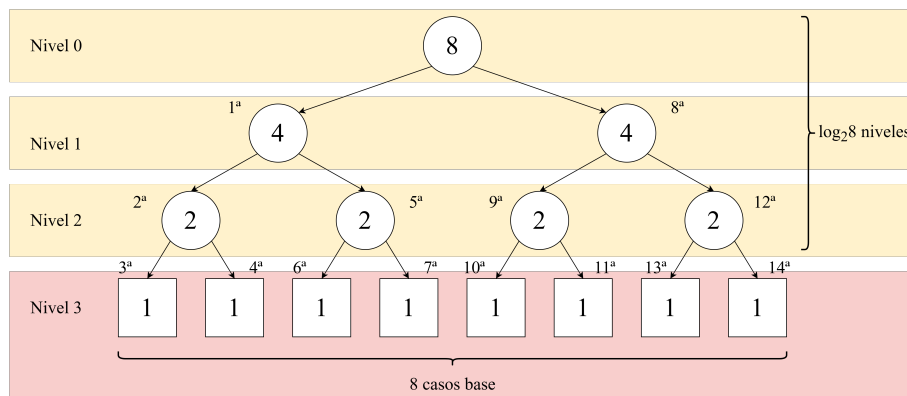 Nivel 0
8
1ª
8ª
Nivel 1
4
4
log₂8 niveles
2ª
5ª
9ª
12ª
Nivel 2
2
2
2
2
3ª
4ª
6ª
7ª
10ª
11ª
13ª
14ª
Nivel 3
1
1
1
1
1
1
1
1
8 casos base